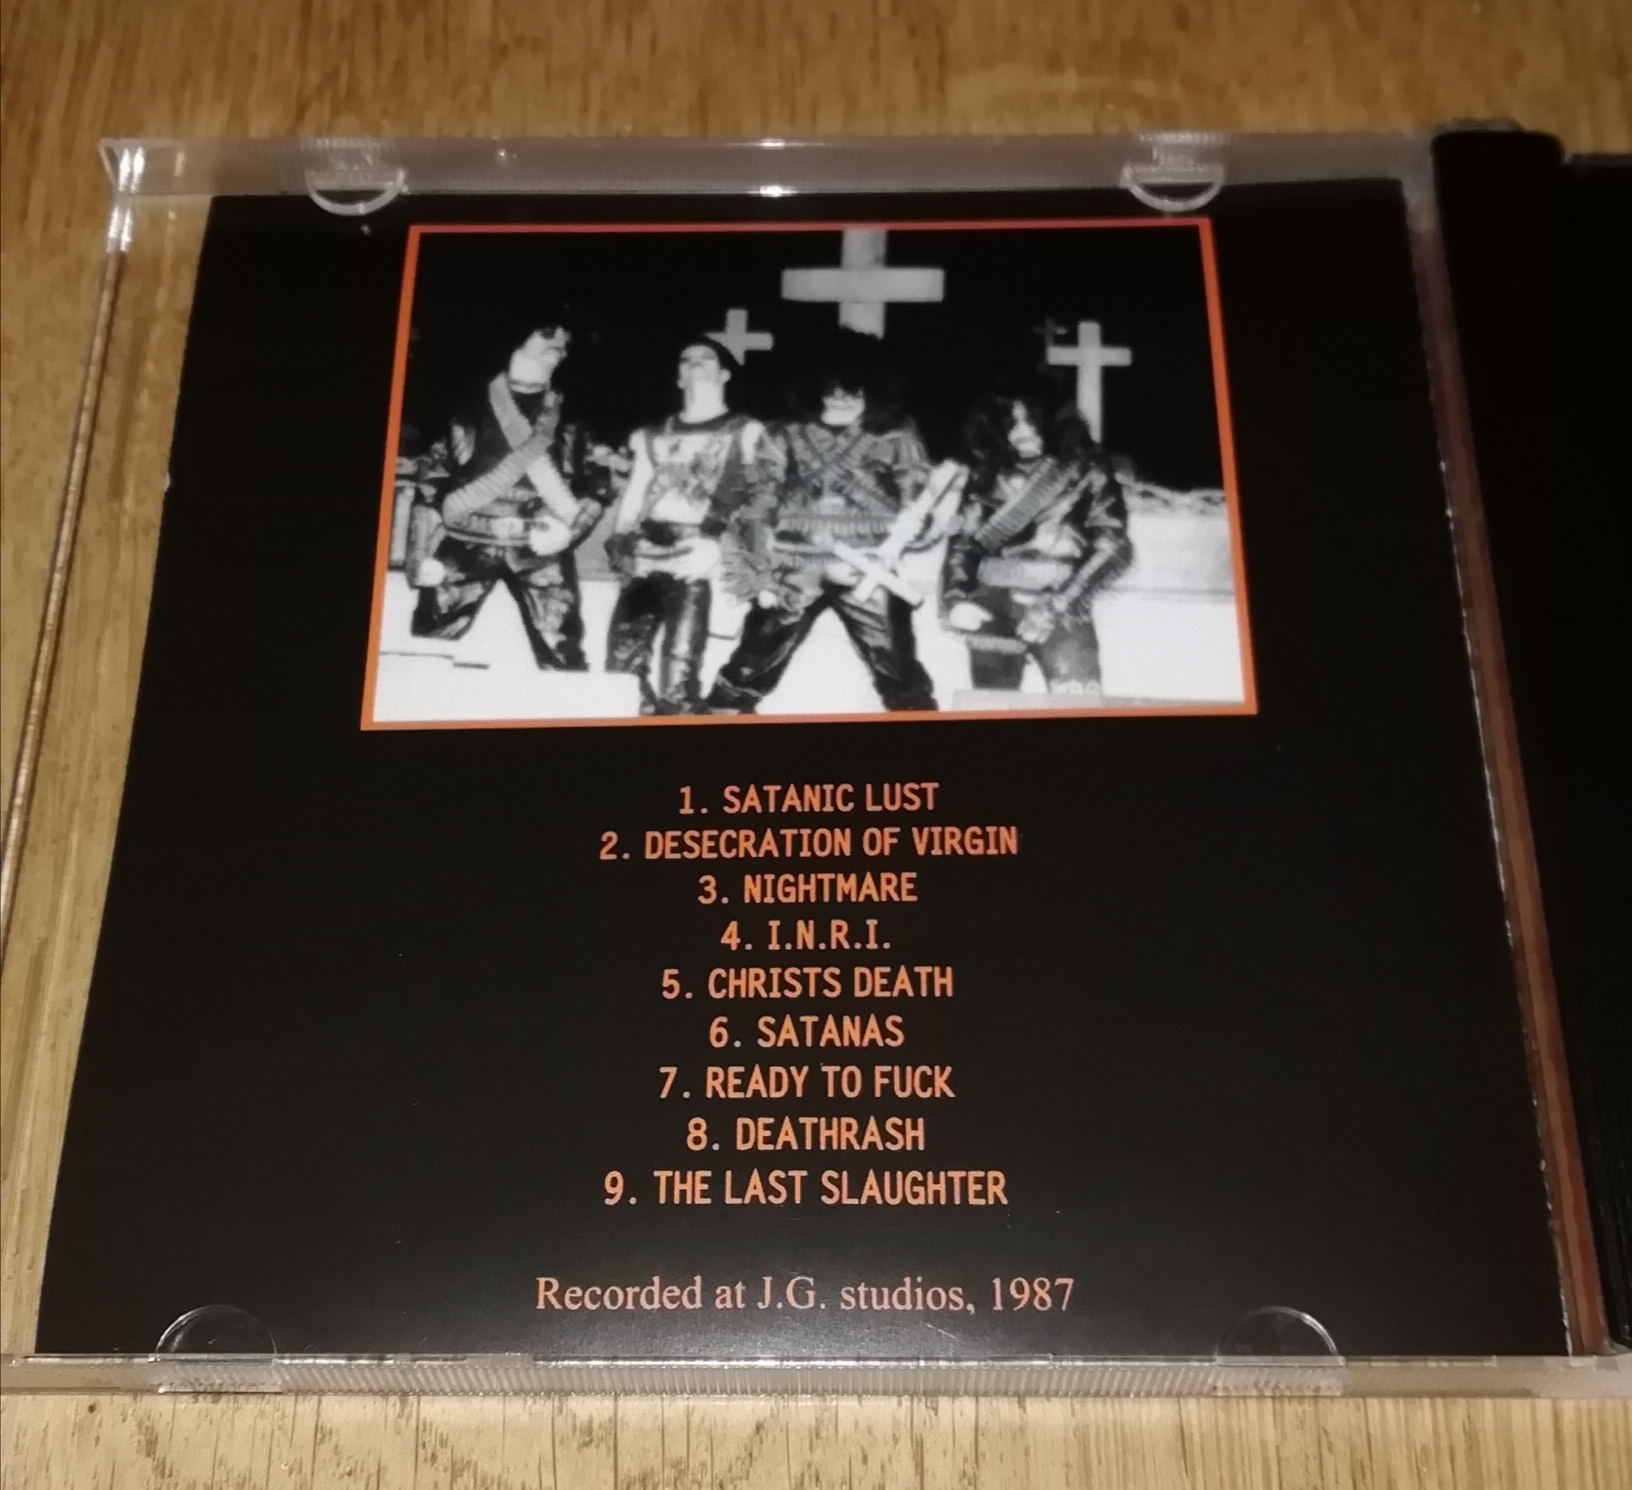 1. SATANIC LUST
2. DESECRATION OF VIRGIN
3. NIGHTMARE
4. I.N.R.I.
5. CHRISTS DEATH
6. SATANAS
7. READY TO FUCK
8. DEATHRASH
9. THE LAST SLAUGHTER
Recorded at J.G. studios, 1987